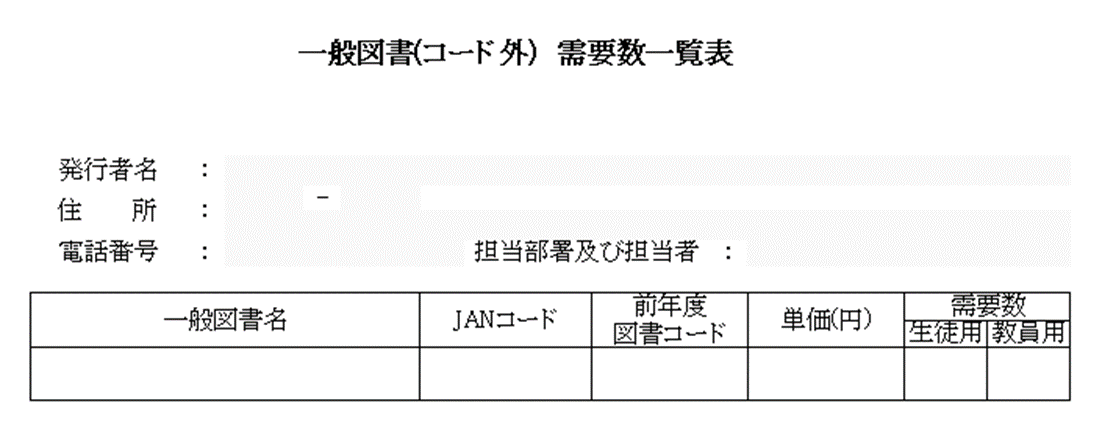 一般図書(コード外) 需要数一覧表
発行者名 :
－
住 所 :
電話番号 : 担当部署及び担当者 :
一般図書名 JANコード 前年度 図書コード 単価(円) 需要数
生徒用 教員用